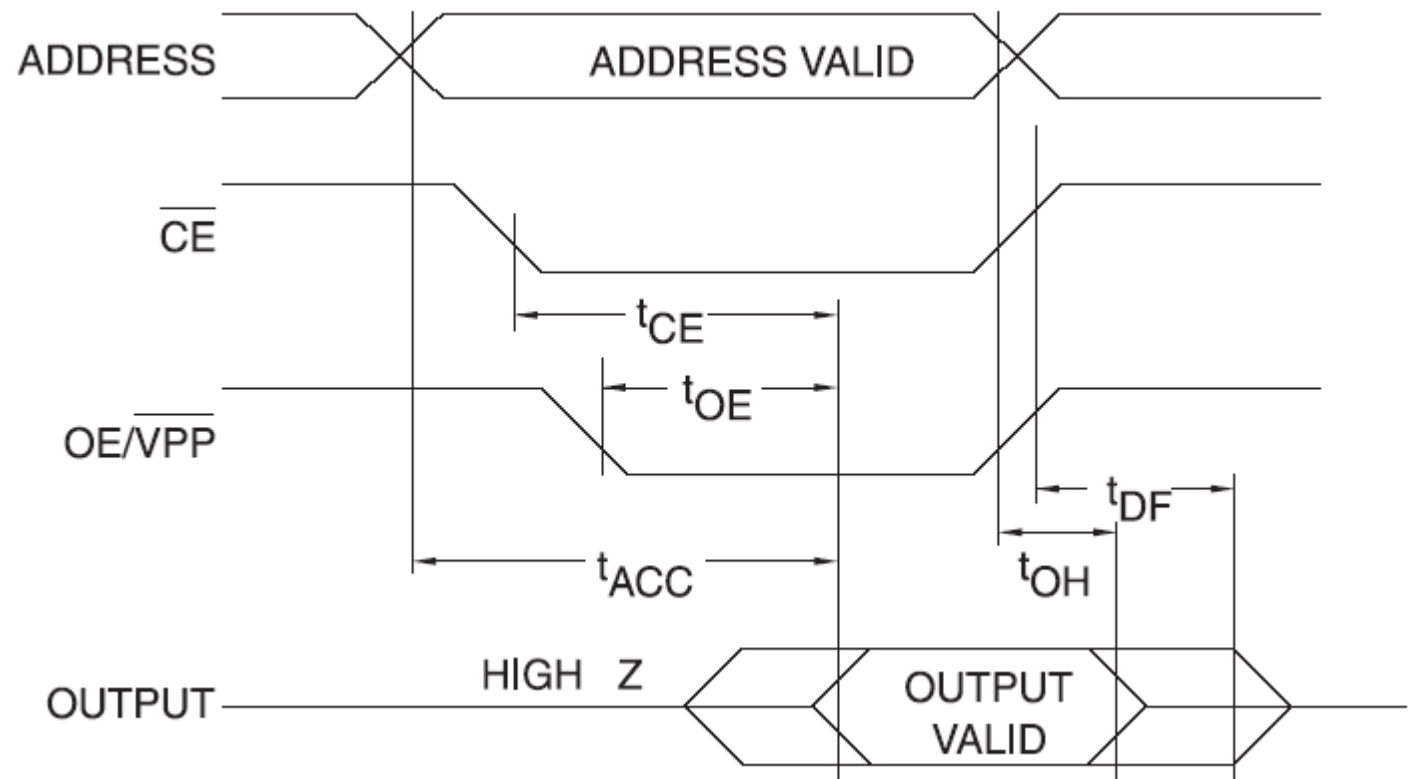 ADDRESS
ADDRESS VALID
CE
tCE
tOE
OE/VPP
tDF
tOH
tACC
HIGH Z
OUTPUT
OUTPUT
VALID